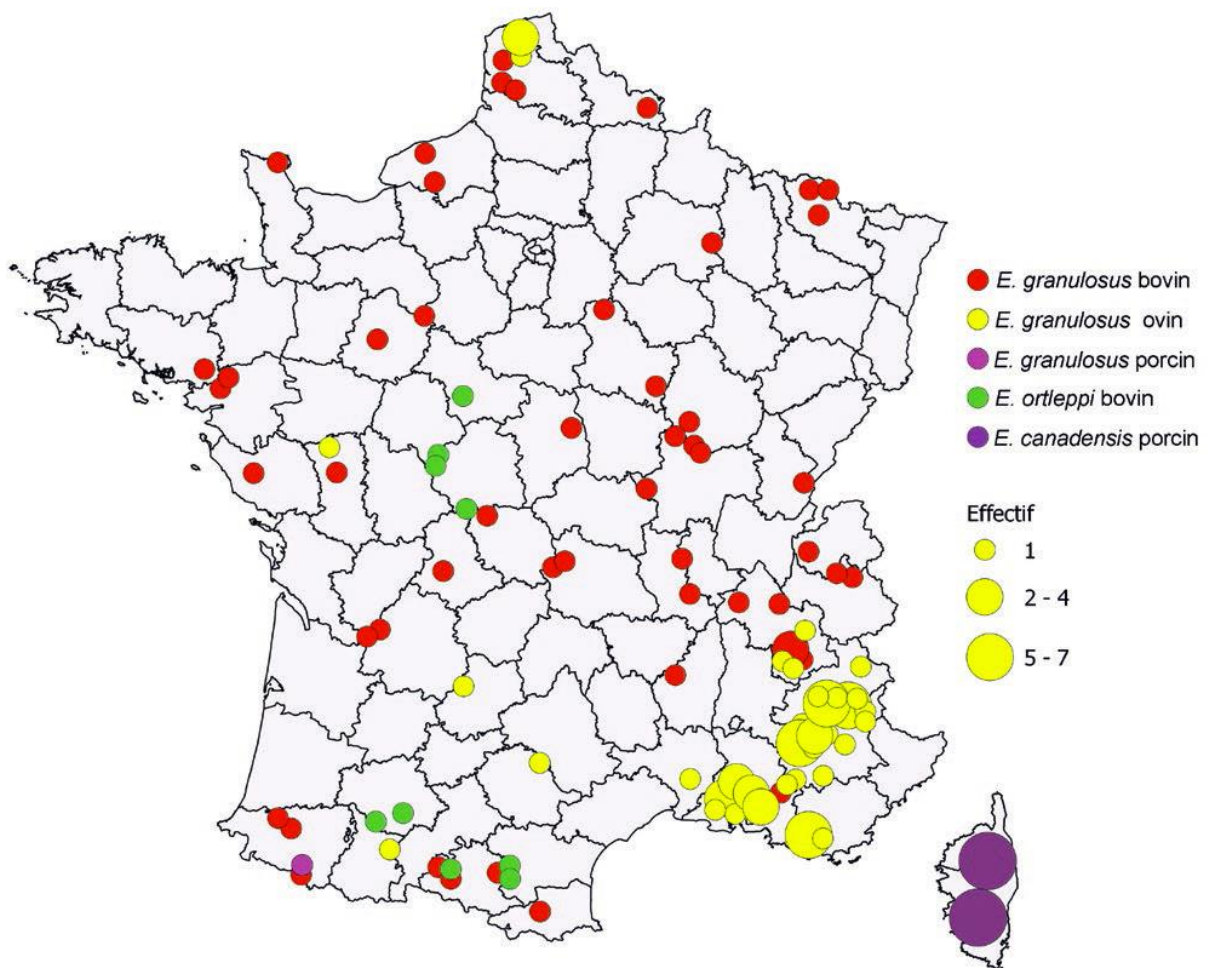 E. granulosus bovin
E. granulosus ovin
E. granulosus porcin
E. ortleppi bovin
E. canadensis porcin
Effectif
1
2 - 4
5 - 7